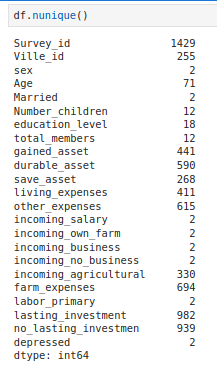 df.nunique()
Survey_id 1429
Ville_id 255
sex 2
Age 71
Married 2
Number_children 12
education_level 18
total_members 12
gained_asset 441
durable_asset 590
save_asset 268
living_expenses 411
other_expenses 615
incoming_salary 2
incoming_own_farm 2
incoming_business 2
incoming_no_business 2
incoming_agricultural 330
farm_expenses 694
labor_primary 2
lasting_investment 982
no_lasting_investmen 939
depressed 2
dtype: int64